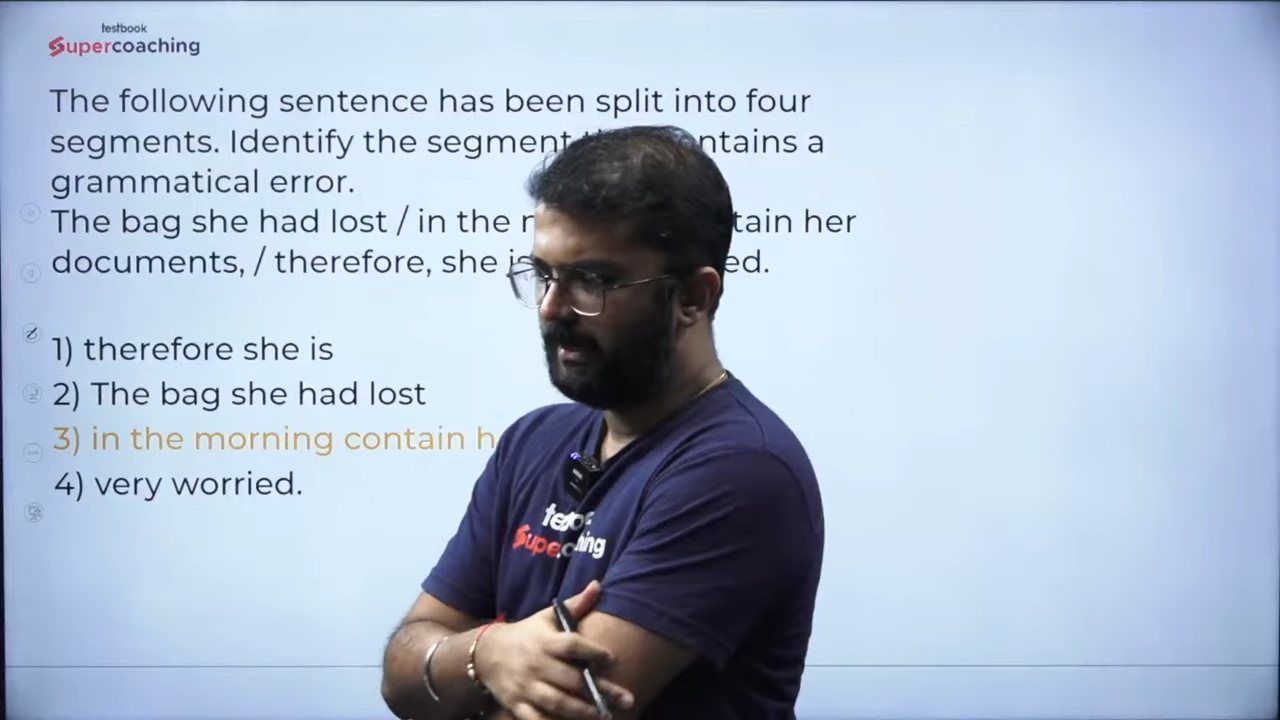 testbook
Supercoaching
The following sentence has been split into four
segments. Identify the segment ntains a
grammatical error.
The bag she had lost / in the tain her
documents, / therefore, she ed.
1) therefore she is
2) The bag she had lost
3) in the morning contain h
4) very worried.
testbook
Supercoaching